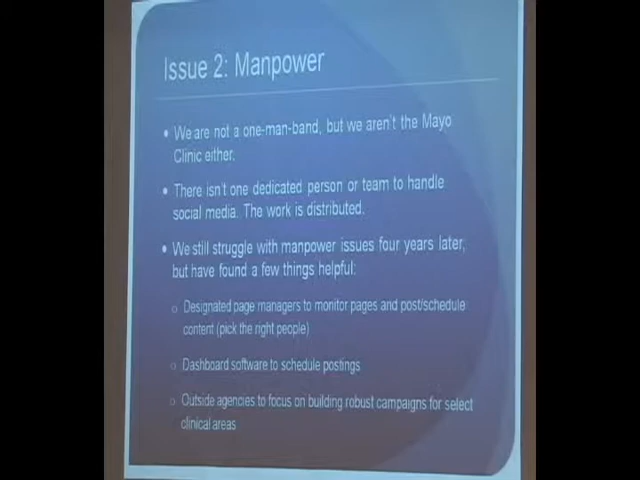 Issue 2: Manpower
• We are not a one-man-band, but we aren't the Mayo
Clinic either.
• There isn't one dedicated person or team to handle
social media. The work is distributed.
• We still struggle with manpower issues four years later,
but have found a few things helpful:
○ Designated page managers to monitor pages and post/schedule
content (pick the right people)
○ Dashboard software to schedule postings
○ Outside agencies to focus on building robust campaigns for select
clinical areas